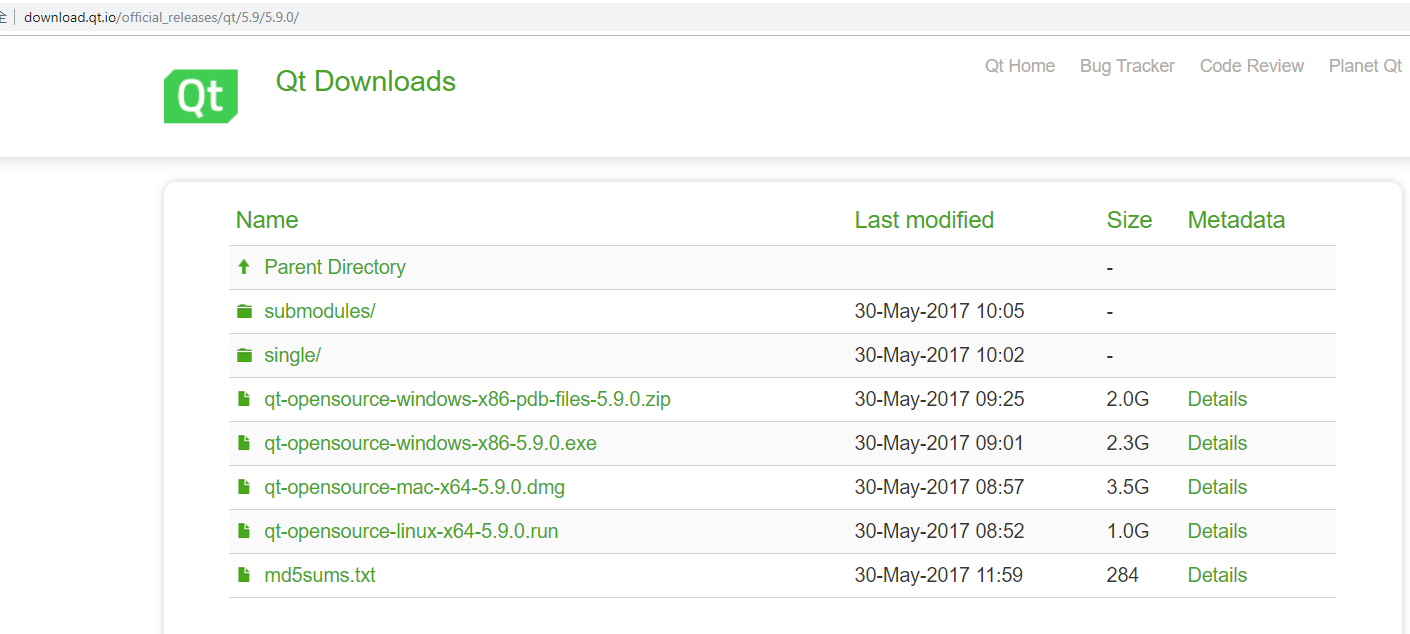 全 | download.qt.io/official_releases/qt/5.9/5.9.0/
Qt Home Bug Tracker Code Review Planet Qt
Qt Qt Downloads
Name Last modified Size Metadata
Parent Directory -
submodules/ 30-May-2017 10:05 -
single/ 30-May-2017 10:02 -
qt-opensource-windows-x86-pdb-files-5.9.0.zip 30-May-2017 09:25 2.0G Details
qt-opensource-windows-x86-5.9.0.exe 30-May-2017 09:01 2.3G Details
qt-opensource-mac-x64-5.9.0.dmg 30-May-2017 08:57 3.5G Details
qt-opensource-linux-x64-5.9.0.run 30-May-2017 08:52 1.0G Details
md5sums.txt 30-May-2017 11:59 284 Details